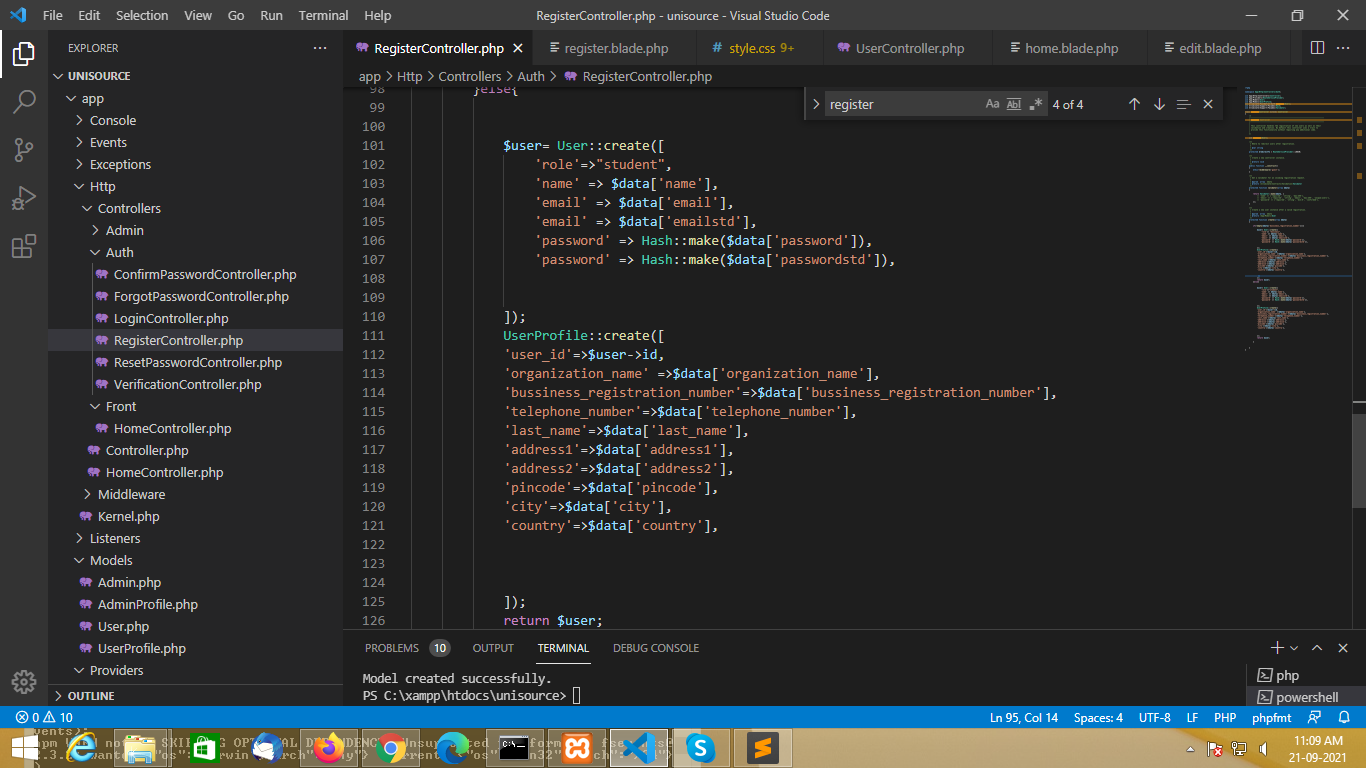 File Edit Selection View Go Run Terminal Help RegisterController.php - unisource - Visual Studio Code
EXPLORER
UNISOURCE
app
Console
Events
Exceptions
Http
Controllers
Admin
Auth
ConfirmPasswordController.php
ForgotPasswordController.php
LoginController.php
RegisterController.php
ResetPasswordController.php
VerificationController.php
Front
HomeController.php
Controller.php
HomeController.php
Middleware
Kernel.php
Listeners
Models
Admin.php
AdminProfile.php
User.php
UserProfile.php
Providers
OUTLINE
RegisterController.php register.blade.php # style.css 9+ UserController.php home.blade.php edit.blade.php
app > Http > Controllers > Auth > RegisterController.php
register Aa Abl .* 4 of 4
98 }else{
99
100
101 $user= User::create([
102 'role'=>"student",
103 'name' => $data['name'],
104 'email' => $data['email'],
105 'email' => $data['emailstd'],
106 'password' => Hash::make($data['password']),
107 'password' => Hash::make($data['passwordstd']),
108
109
110 ]);
111 UserProfile::create([
112 'user_id'=>$user->id,
113 'organization_name' =>$data['organization_name'],
114 'bussiness_registration_number'=>$data['bussiness_registration_number'],
115 'telephone_number'=>$data['telephone_number'],
116 'last_name'=>$data['last_name'],
117 'address1'=>$data['address1'],
118 'address2'=>$data['address2'],
119 'pincode'=>$data['pincode'],
120 'city'=>$data['city'],
121 'country'=>$data['country'],
122
123
124
125 ]);
126 return $user;
PROBLEMS 10 OUTPUT TERMINAL DEBUG CONSOLE
Model created successfully.
PS C:\xampp\htdocs\unisource>
php
powershell
0 10 Ln 95, Col 14 Spaces: 4 UTF-8 LF PHP phpfmt
11:09 AM
21-09-2021